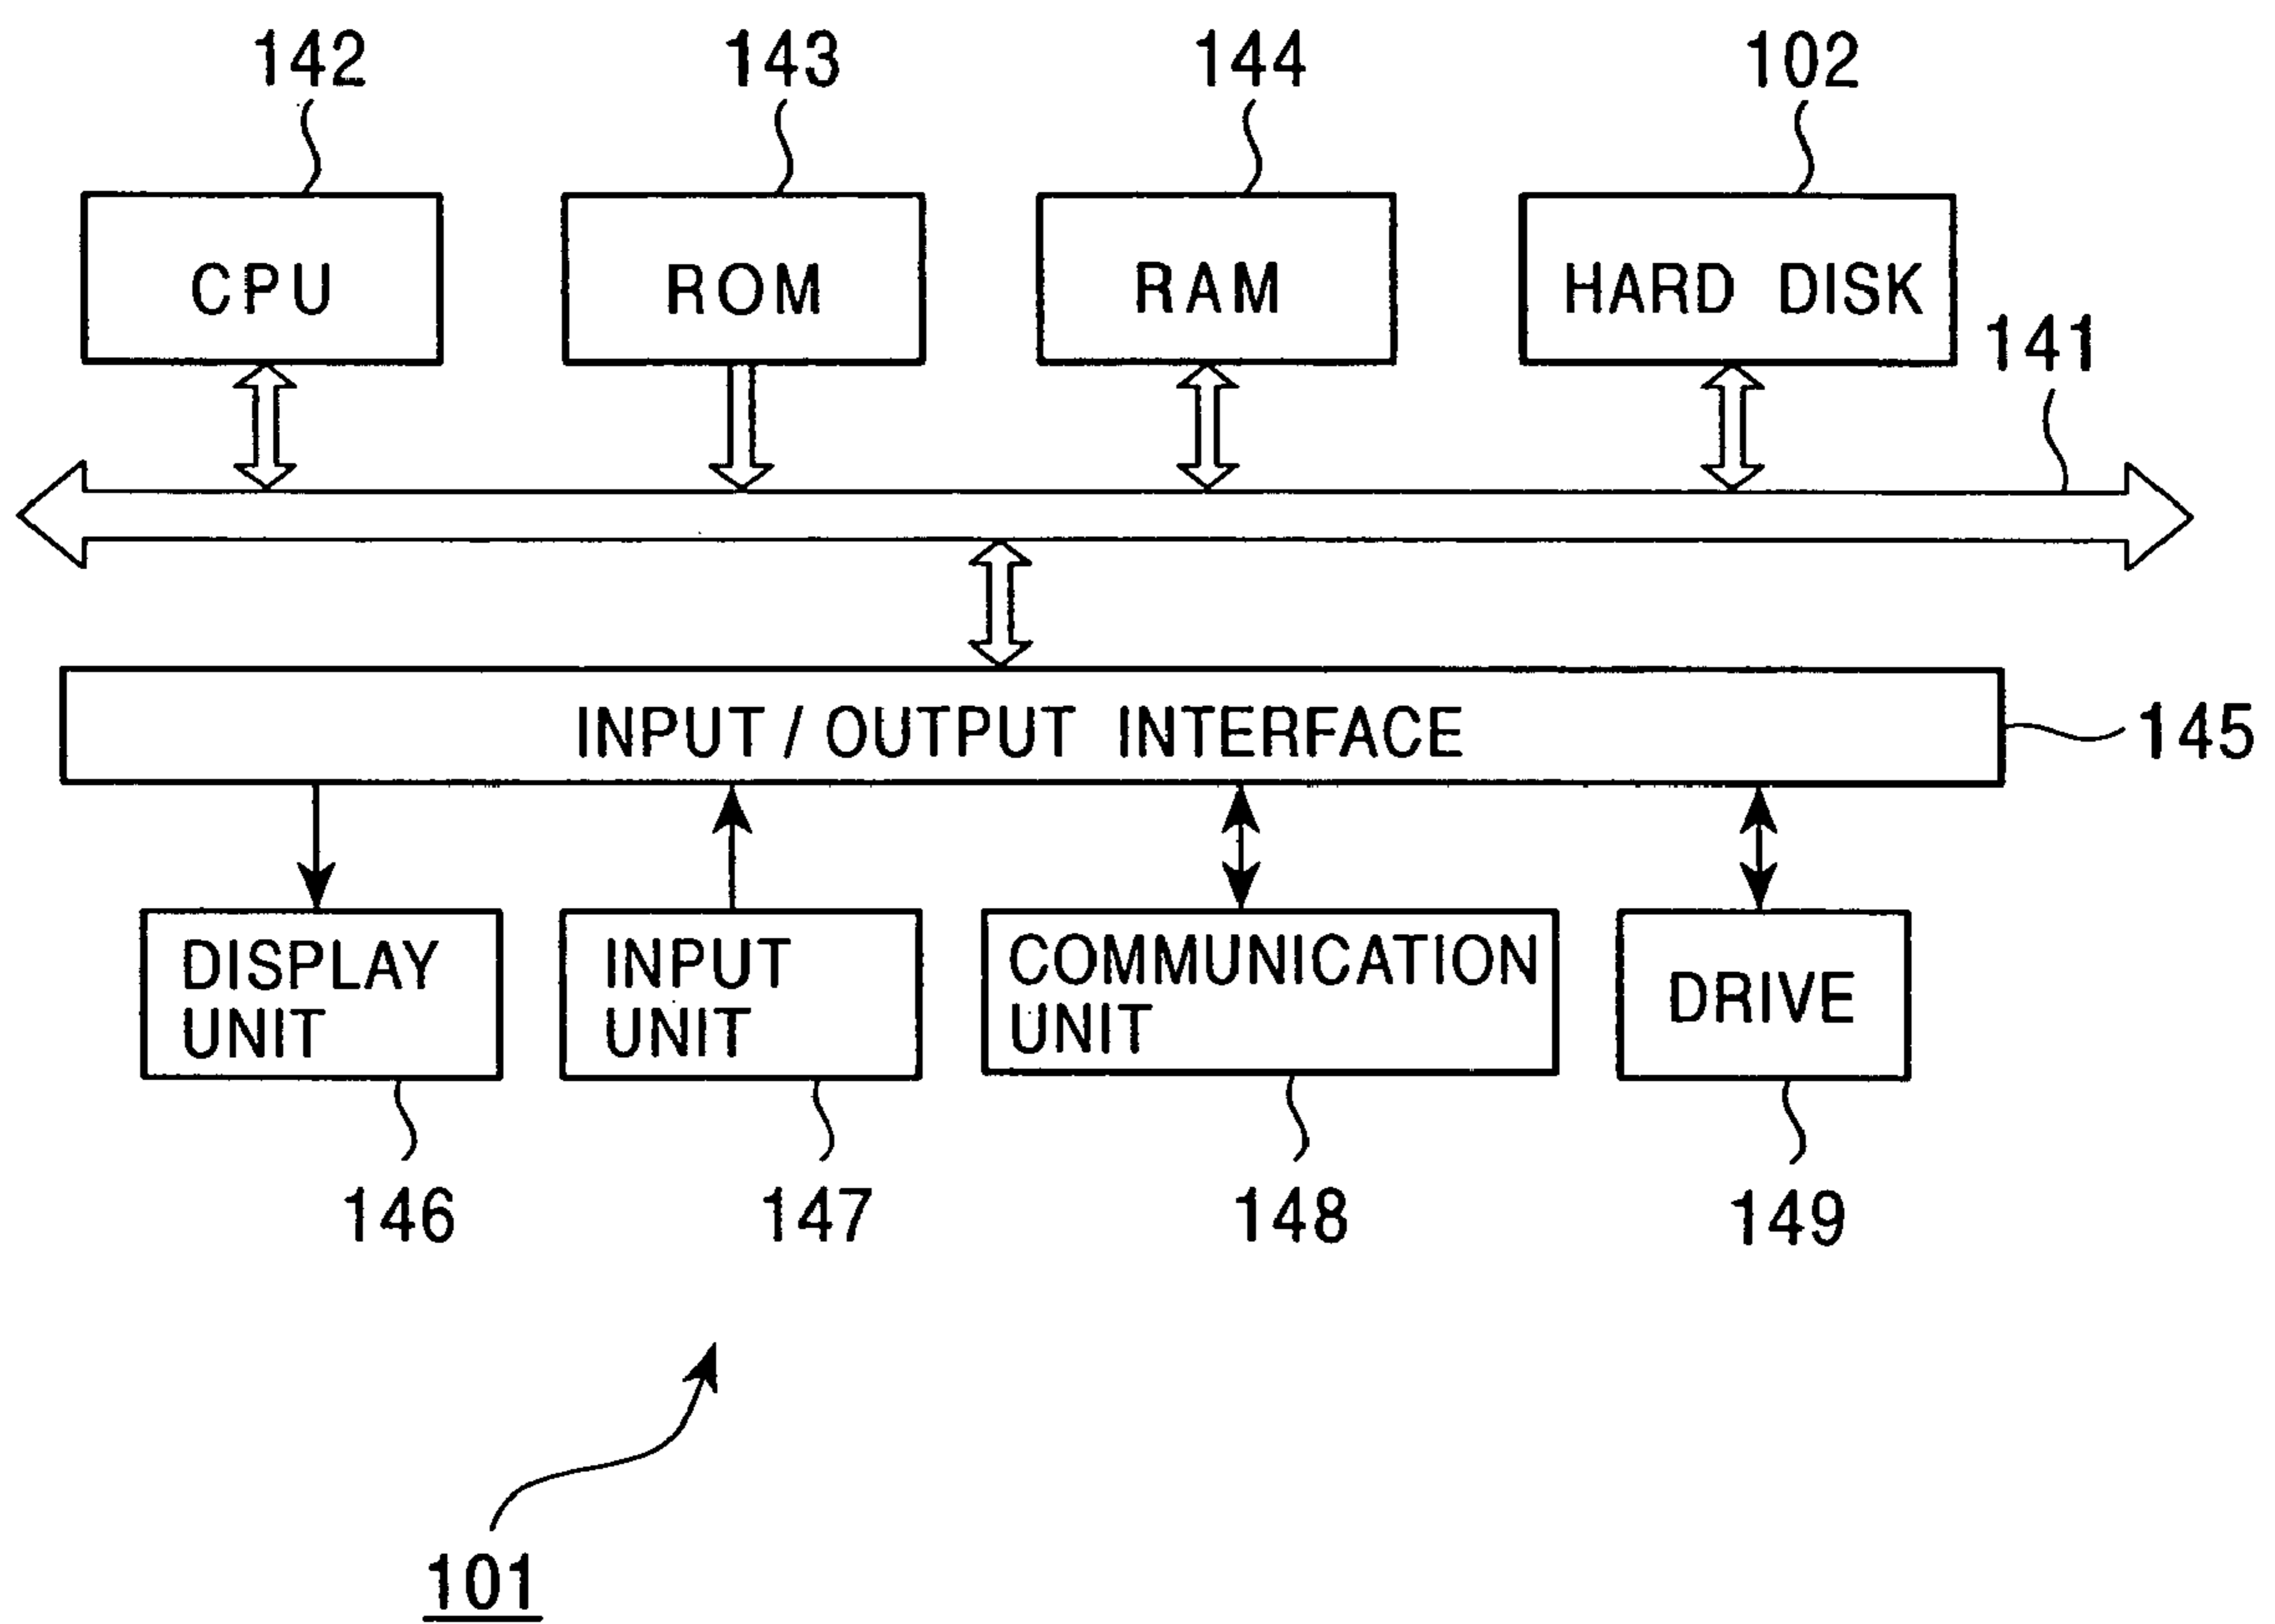 142 143 144 102
CPU ROM RAM HARD DISK
141
INPUT / OUTPUT INTERFACE 145
DISPLAY UNIT
INPUT UNIT
COMMUNICATION UNIT
DRIVE
146 147 148 149
101